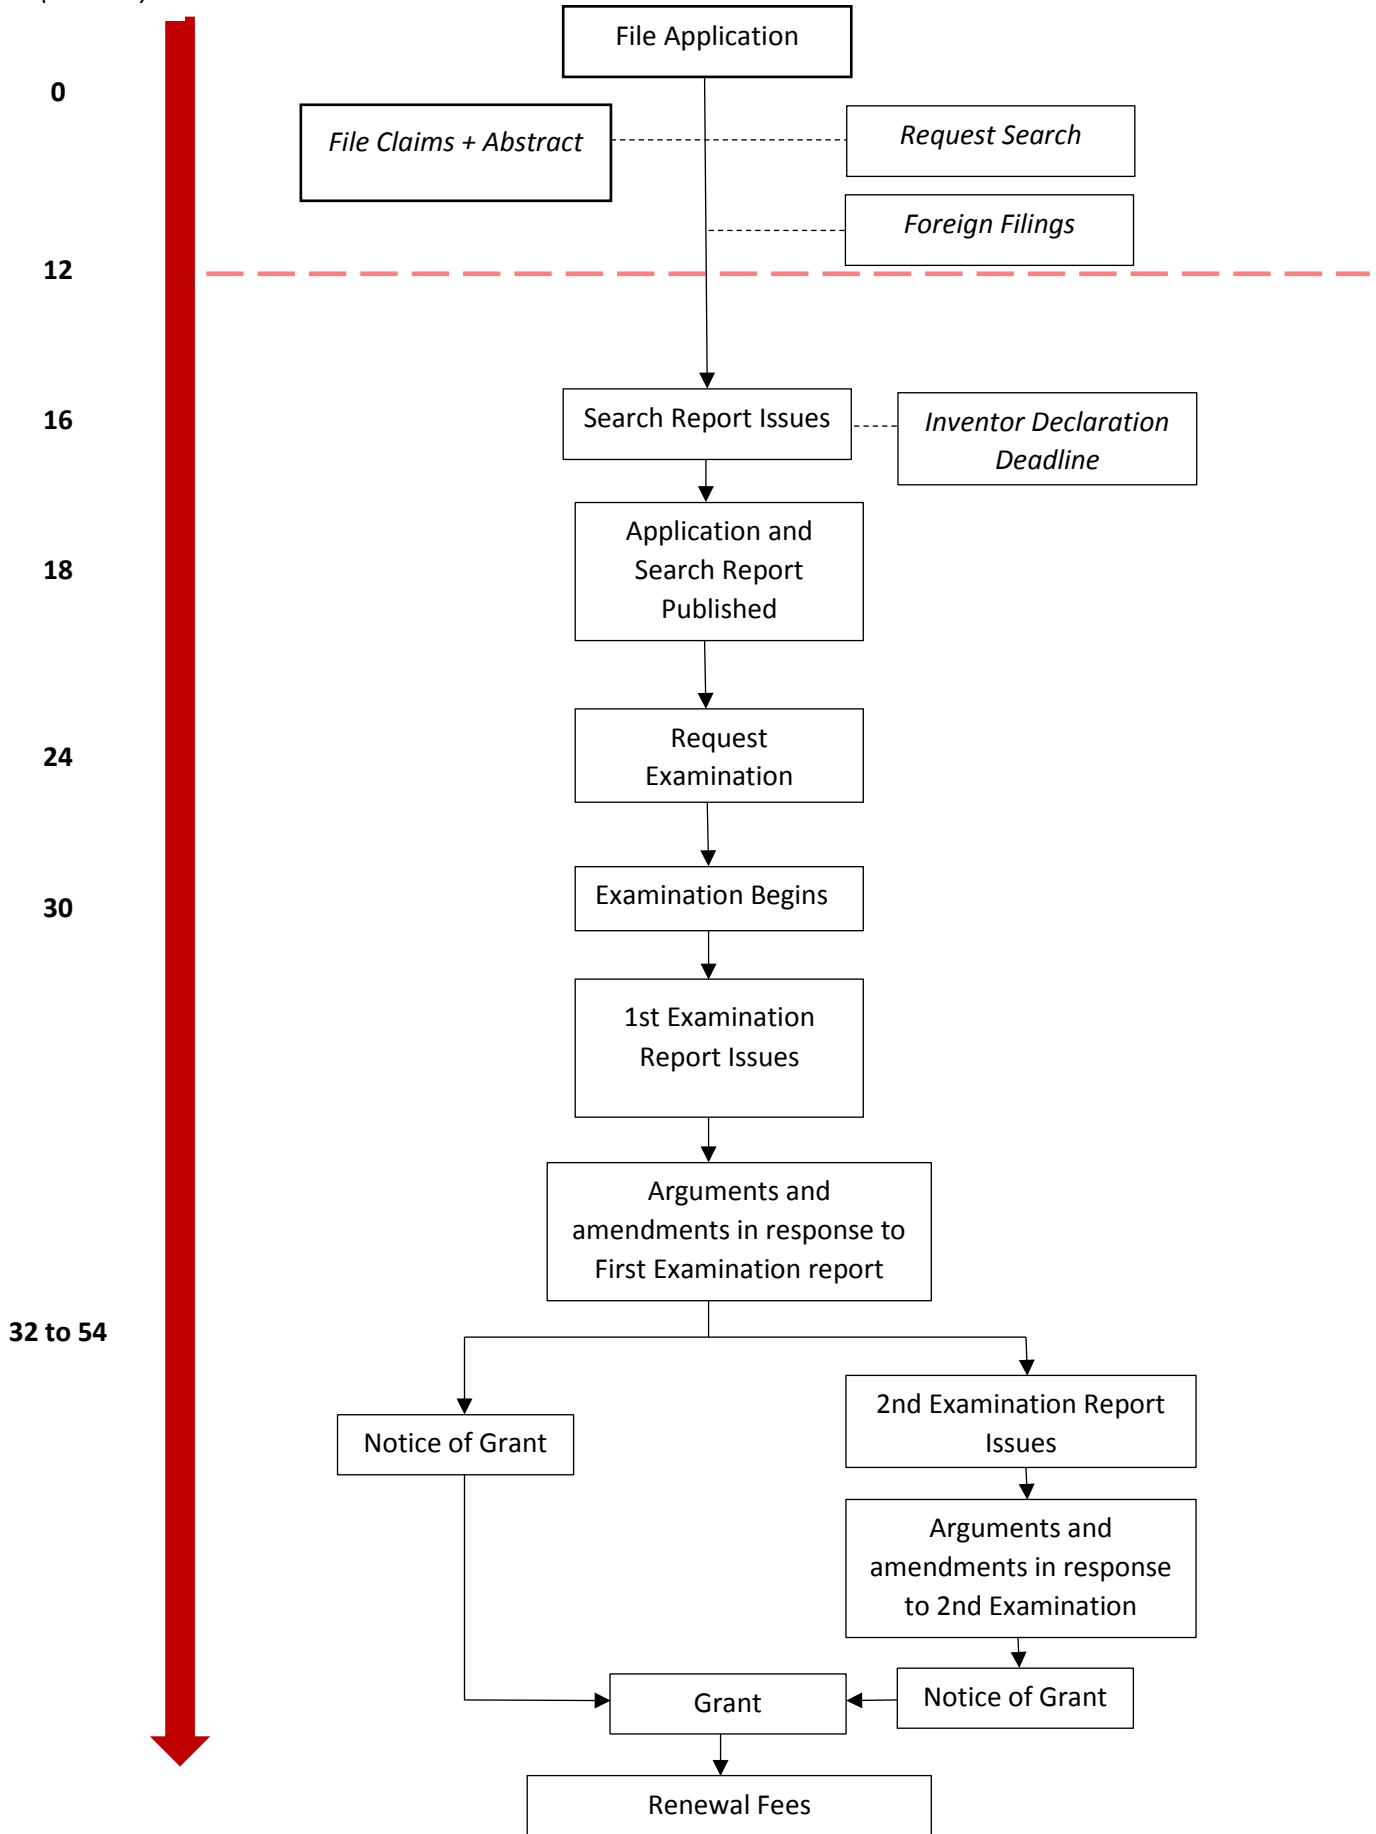 File Application
0
File Claims + Abstract
Request Search
Foreign Filings
12
16
Search Report Issues
Inventor Declaration
Deadline
Application and
Search Report
Published
18
Request
Examination
24
Examination Begins
30
1st Examination
Report Issues
Arguments and
amendments in response to
First Examination report
32 to 54
Notice of Grant
2nd Examination Report
Issues
Arguments and
amendments in response
to 2nd Examination
Grant
Notice of Grant
Renewal Fees